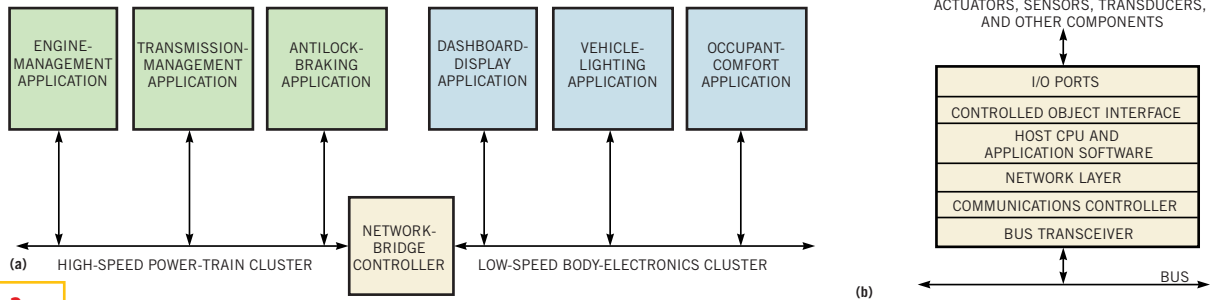 ENGINE-
MANAGEMENT
APPLICATION
TRANSMISSION-
MANAGEMENT
APPLICATION
ANTILOCK-
BRAKING
APPLICATION
DASHBOARD-
DISPLAY
APPLICATION
VEHICLE-
LIGHTING
APPLICATION
OCCUPANT-
COMFORT
APPLICATION
NETWORK-
BRIDGE
CONTROLLER
(a)
HIGH-SPEED POWER-TRAIN CLUSTER
LOW-SPEED BODY-ELECTRONICS CLUSTER
ACTUATORS, SENSORS, TRANSDUCERS,
AND OTHER COMPONENTS
I/O PORTS
CONTROLLED OBJECT INTERFACE
HOST CPU AND
APPLICATION SOFTWARE
NETWORK LAYER
COMMUNICATIONS CONTROLLER
BUS TRANSCEIVER
BUS
(b)